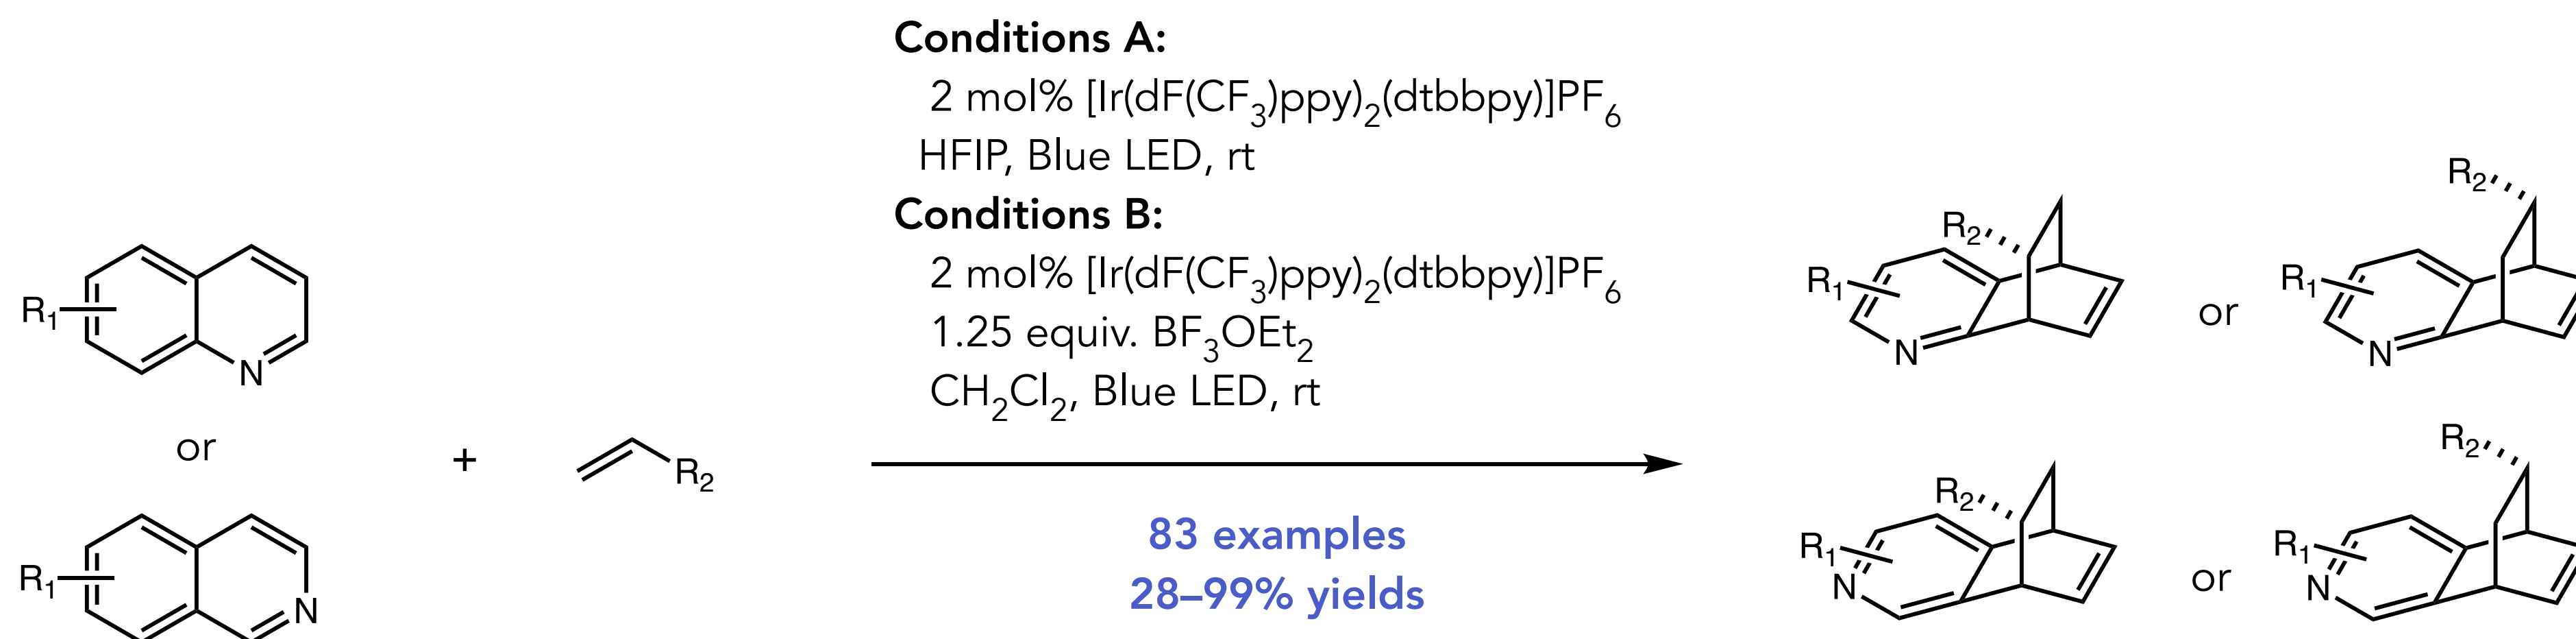 Conditions A:
2 mol% [Ir(dF(CF3)ppy)2(dtbbpy)]PF6
HFIP, Blue LED, rt
Conditions B:
2 mol% [Ir(dF(CF3)ppy)2(dtbbpy)]PF6
1.25 equiv. BF3OEt2
CH2Cl2, Blue LED, rt
83 examples
28–99% yields
R1
N
or
R1
N
+
R2
R2
R1
N
or
R2
R1
N
R2
R1
N
or
R2
R1
N